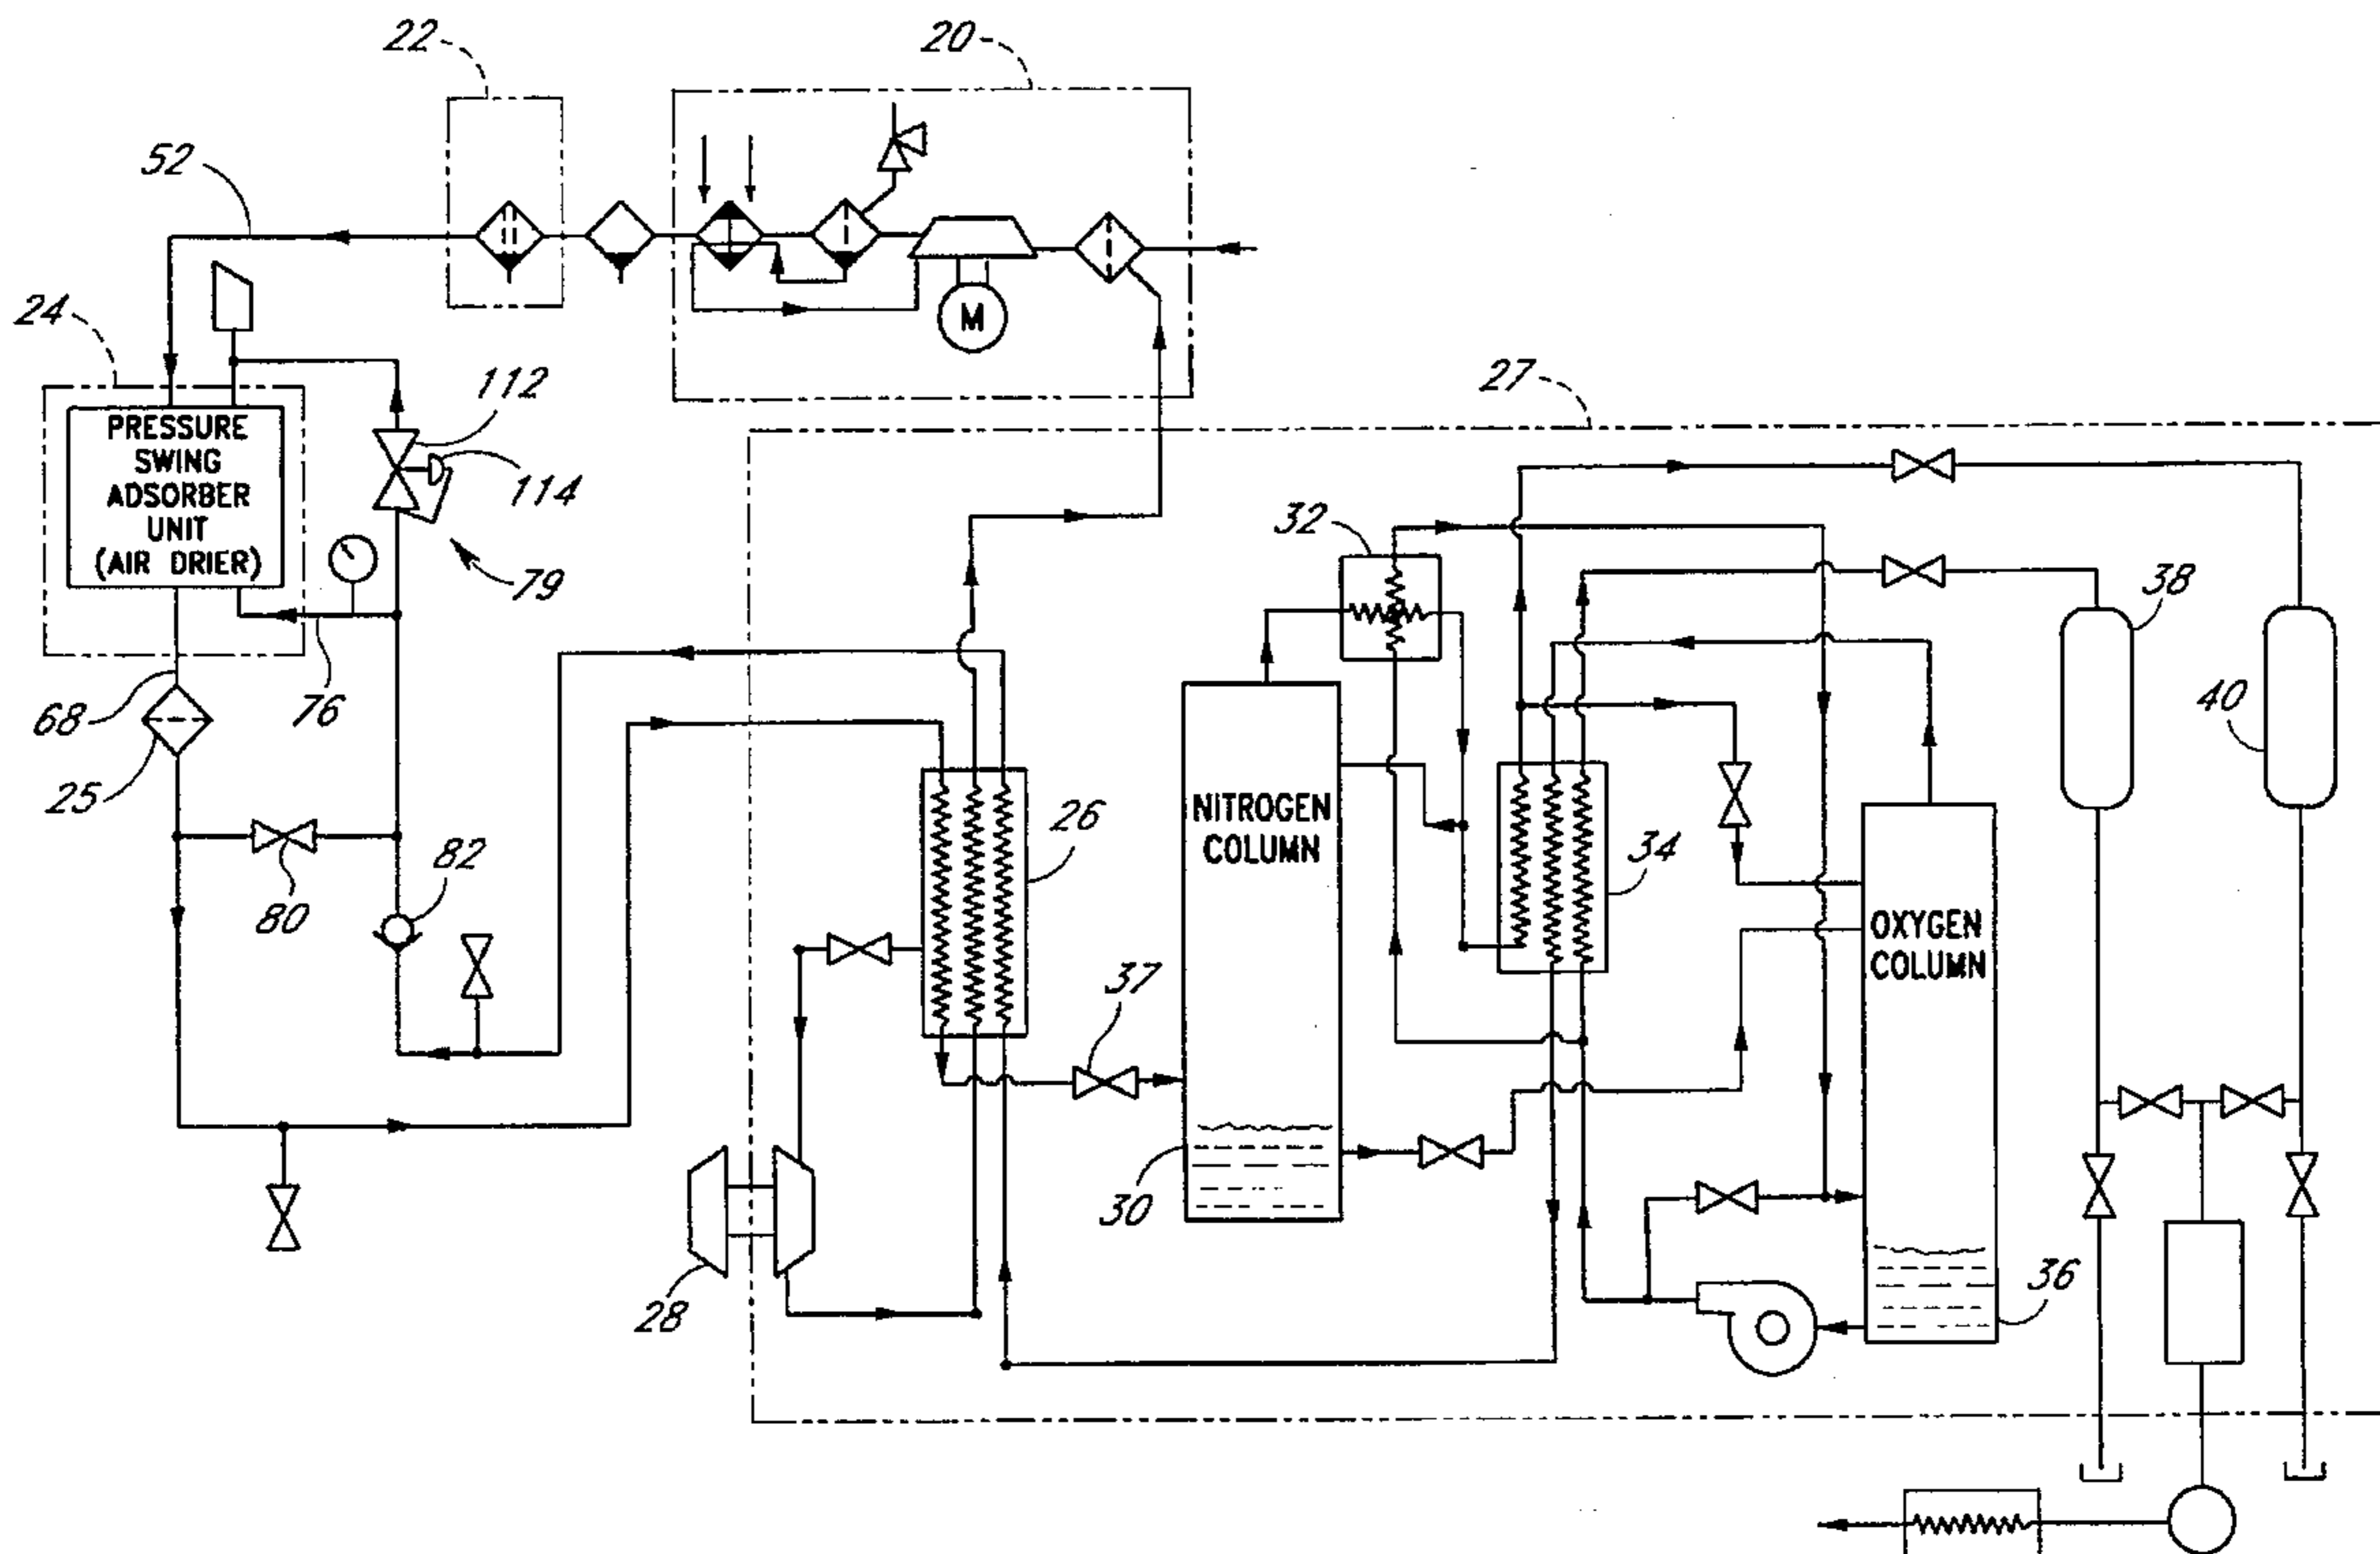 22
20
52
M
24
112
27
PRESSURE
SWING
ADSORBER
UNIT
(AIR DRIER)
114
79
32
38
68
76
40
25
NITROGEN
COLUMN
26
34
82
80
OXYGEN
COLUMN
37
30
36
28